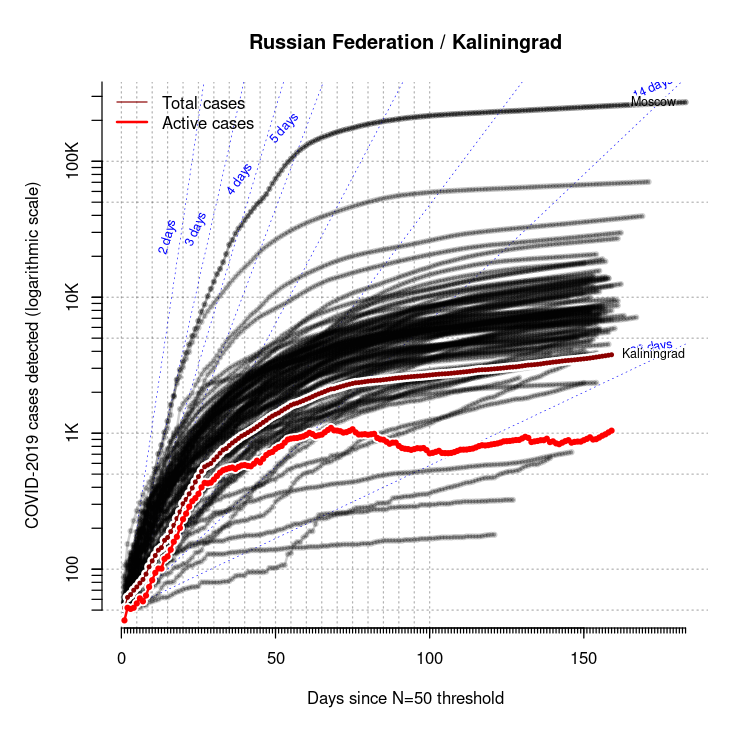 Russian Federation / Kaliningrad
Total cases
Active cases
2 days
3 days
4 days
5 days
14 days
Moscow
days
Kaliningrad
100K
10K
1K
100
COVID-2019 cases detected (logarithmic scale)
0 50 100 150
Days since N=50 threshold